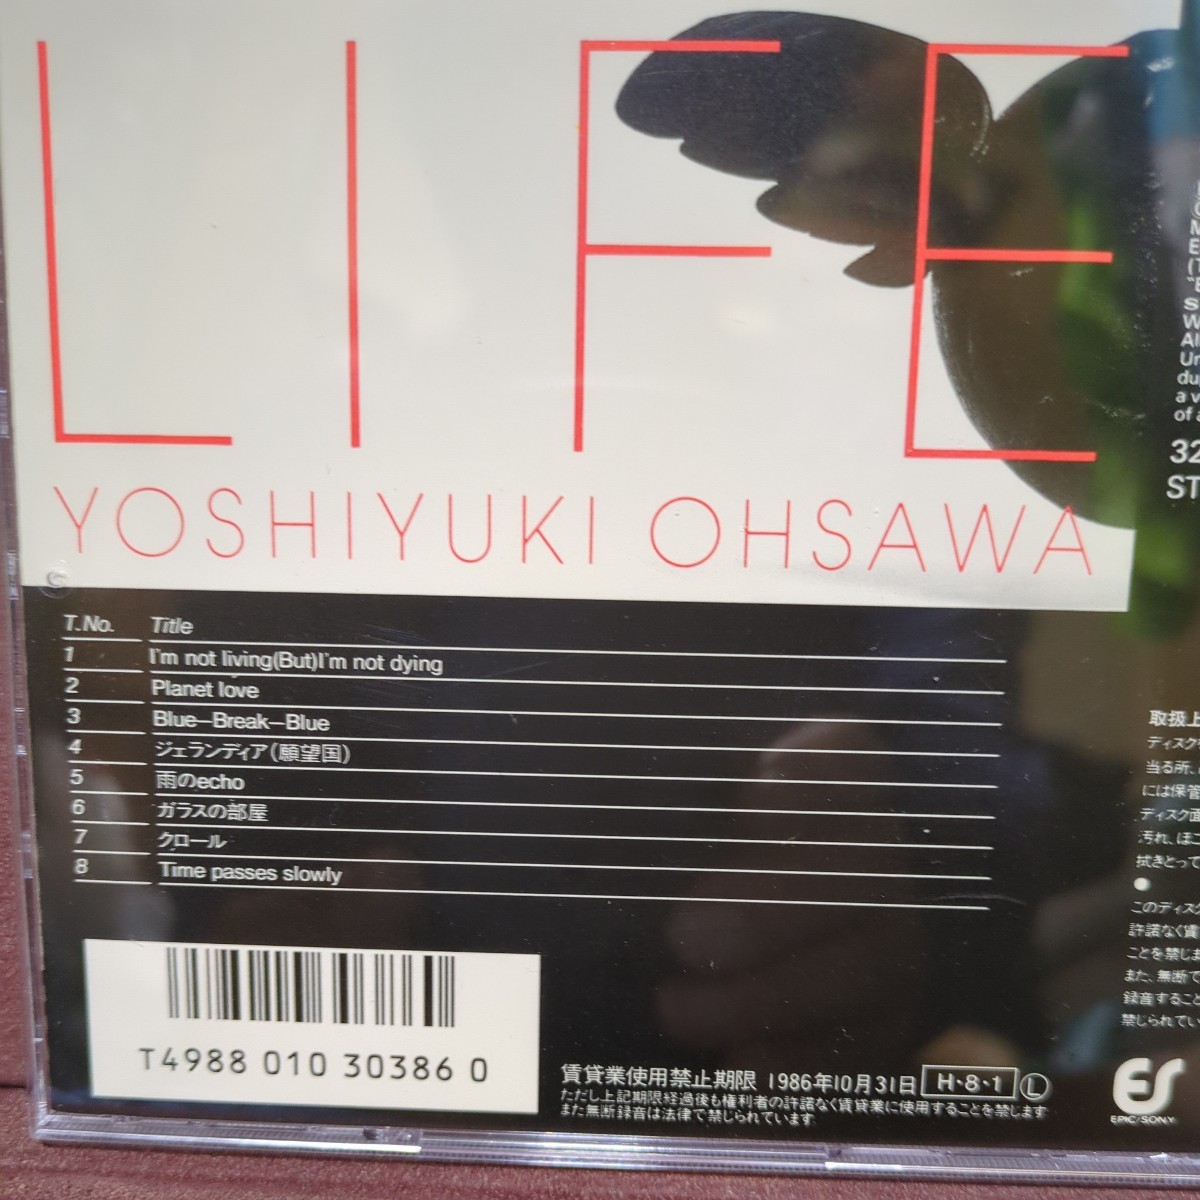 LIFE
YOSHIYUKI OHSAWA
T.No. Title
1 I'm not living(But)I'm not dying
2 Planet love
3 Blue–Break–Blue
4 ジェランディア(願望国)
5 雨のecho
6 ガラスの部屋
7 クロール
8 Time passes slowly
T4988 010 30386 0
賃貸業使用禁止期限 1986年10月31日 H·8·1 L
ただし上記期限経過後も権利者の許諾なく賃貸業に使用することを禁じます
また無断録音は法律で禁じられています.
M
E
(T
"E
s
W
All
Un
du
a v
of a
32
ST
取扱上
ディスク
当る所、
には保管
ディスク面
汚れ、ほこ
拭きとって
●
このディスク
許諾なく賃
ことを禁じま
また、無断で
録音すること
禁じられてい
ES
EPIC/SONY